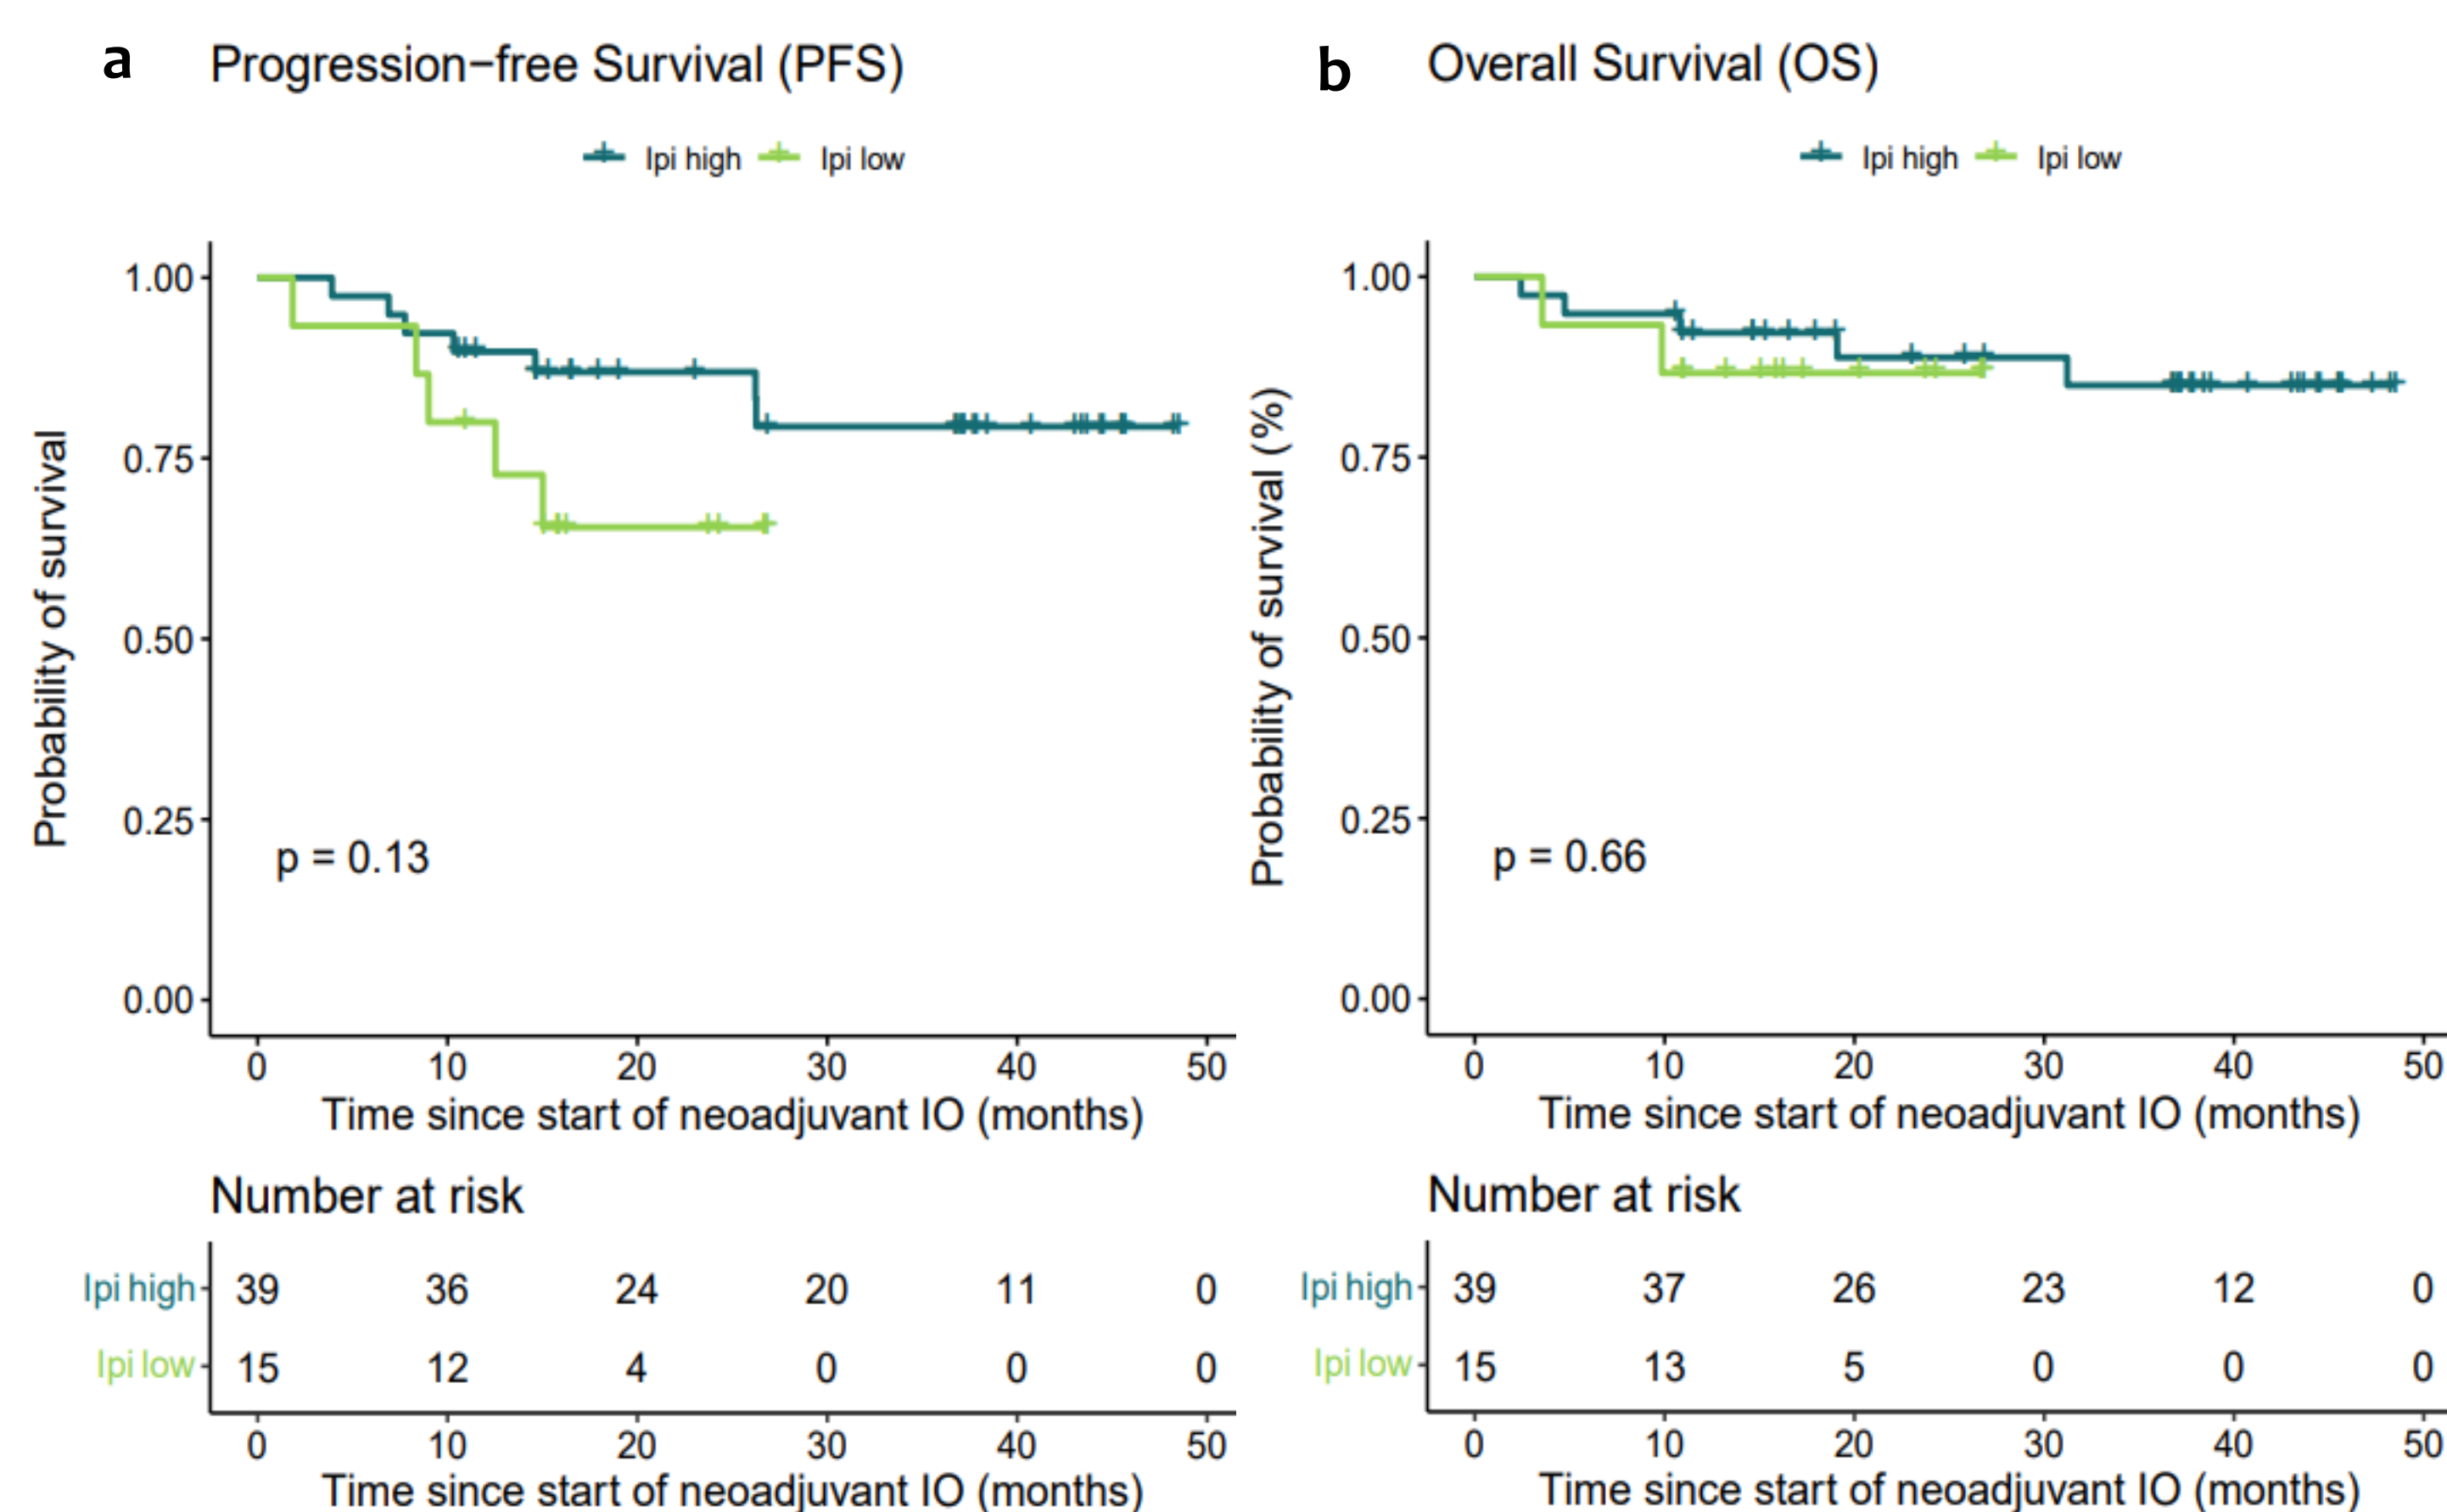 a Progression−free Survival (PFS)
Ipi high Ipi low
1.00
0.75
0.50
0.25
0.00
Probability of survival
p = 0.13
0 10 20 30 40 50
Time since start of neoadjuvant IO (months)
Number at risk
Ipi high 39 36 24 20 11 0
Ipi low 15 12 4 0 0 0
0 10 20 30 40 50
Time since start of neoadjuvant IO (months)
b Overall Survival (OS)
Ipi high Ipi low
1.00
0.75
0.50
0.25
0.00
Probability of survival (%)
p = 0.66
0 10 20 30 40 50
Time since start of neoadjuvant IO (months)
Number at risk
Ipi high 39 37 26 23 12 0
Ipi low 15 13 5 0 0 0
0 10 20 30 40 50
Time since start of neoadjuvant IO (months)